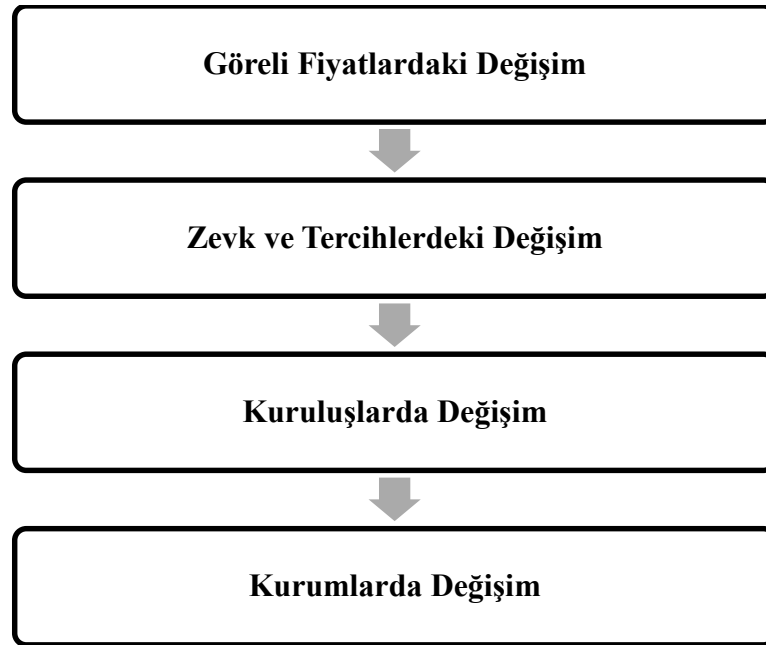 Göreli Fiyatlardaki Değişim
Zevk ve Tercihlerdeki Değişim
Kuruluşlarda Değişim
Kurumlarda Değişim